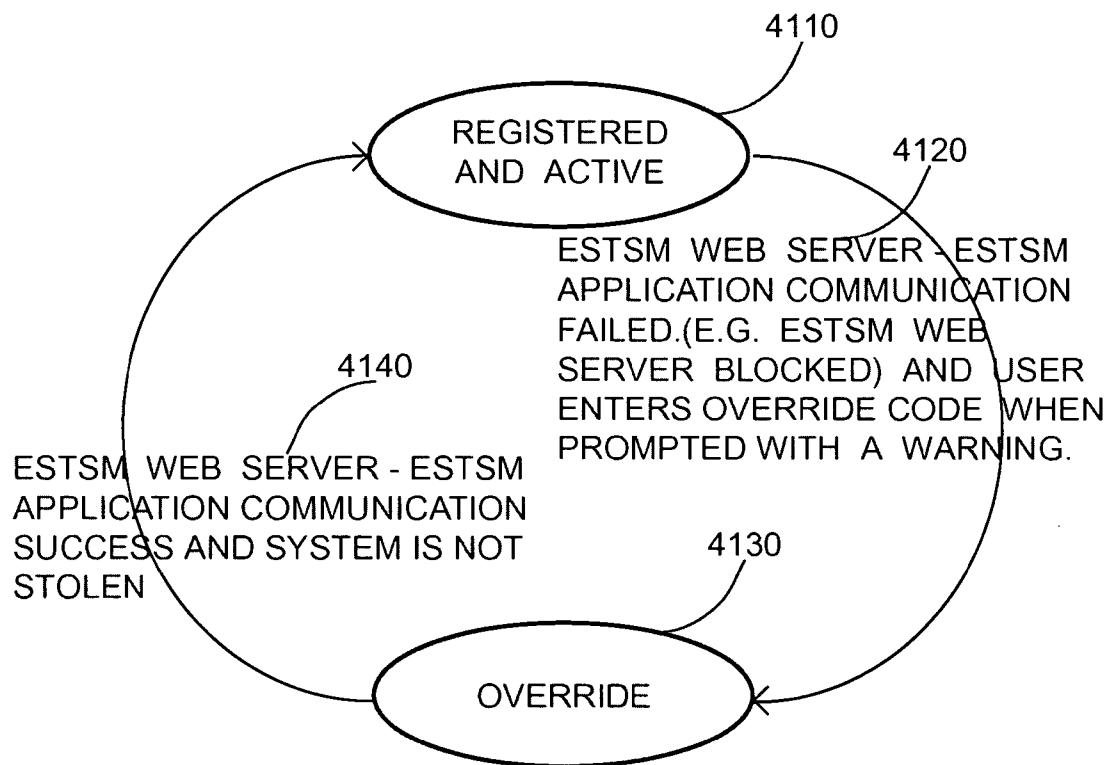 4110
REGISTERED
AND ACTIVE
4120
ESTSM WEB SERVER - ESTSM
APPLICATION COMMUNICATION
FAILED.(E.G. ESTSM WEB
SERVER BLOCKED) AND USER
ENTERS OVERRIDE CODE WHEN
PROMPTED WITH A WARNING.
4140
ESTSM WEB SERVER - ESTSM
APPLICATION COMMUNICATION
SUCCESS AND SYSTEM IS NOT
STOLEN
4130
OVERRIDE